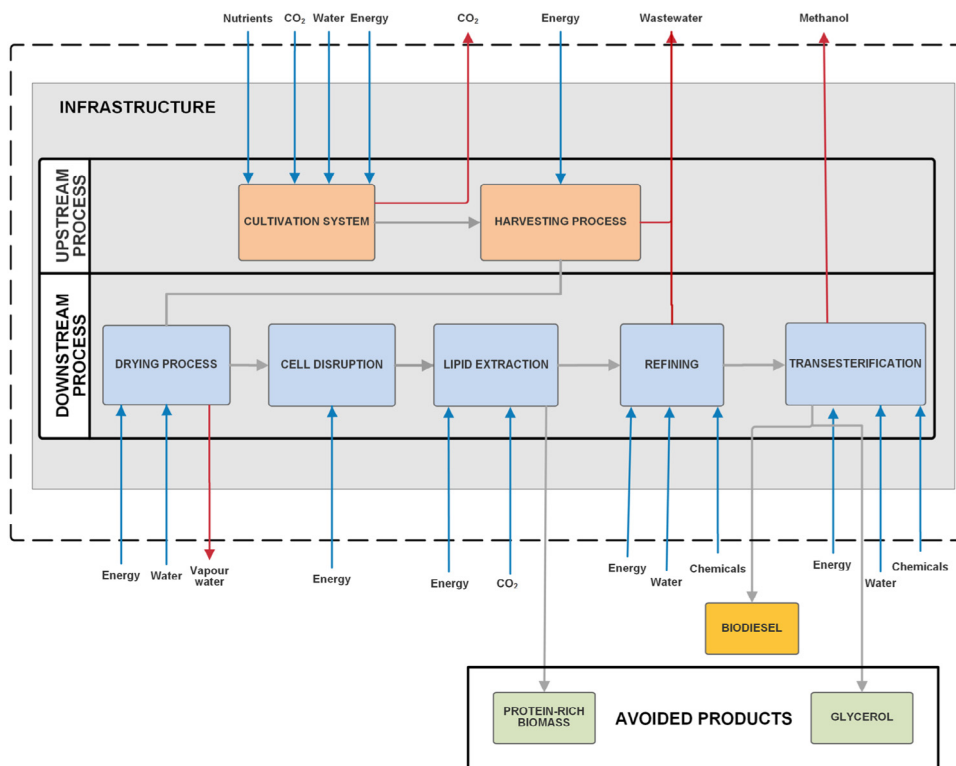 Nutrients CO₂ Water Energy CO₂ Energy Wastewater Methanol
INFRASTRUCTURE
UPSTREAM
PROCESS
CULTIVATION SYSTEM
HARVESTING PROCESS
DOWNSTREAM
PROCESS
DRYING PROCESS
CELL DISRUPTION
LIPID EXTRACTION
REFINING
TRANSESTERIFICATION
Energy
Water
Vapour
water
Energy
Energy
CO₂
Energy
Water
Chemicals
Energy
Water
Chemicals
BIODIESEL
PROTEIN-RICH
BIOMASS
AVOIDED PRODUCTS
GLYCEROL